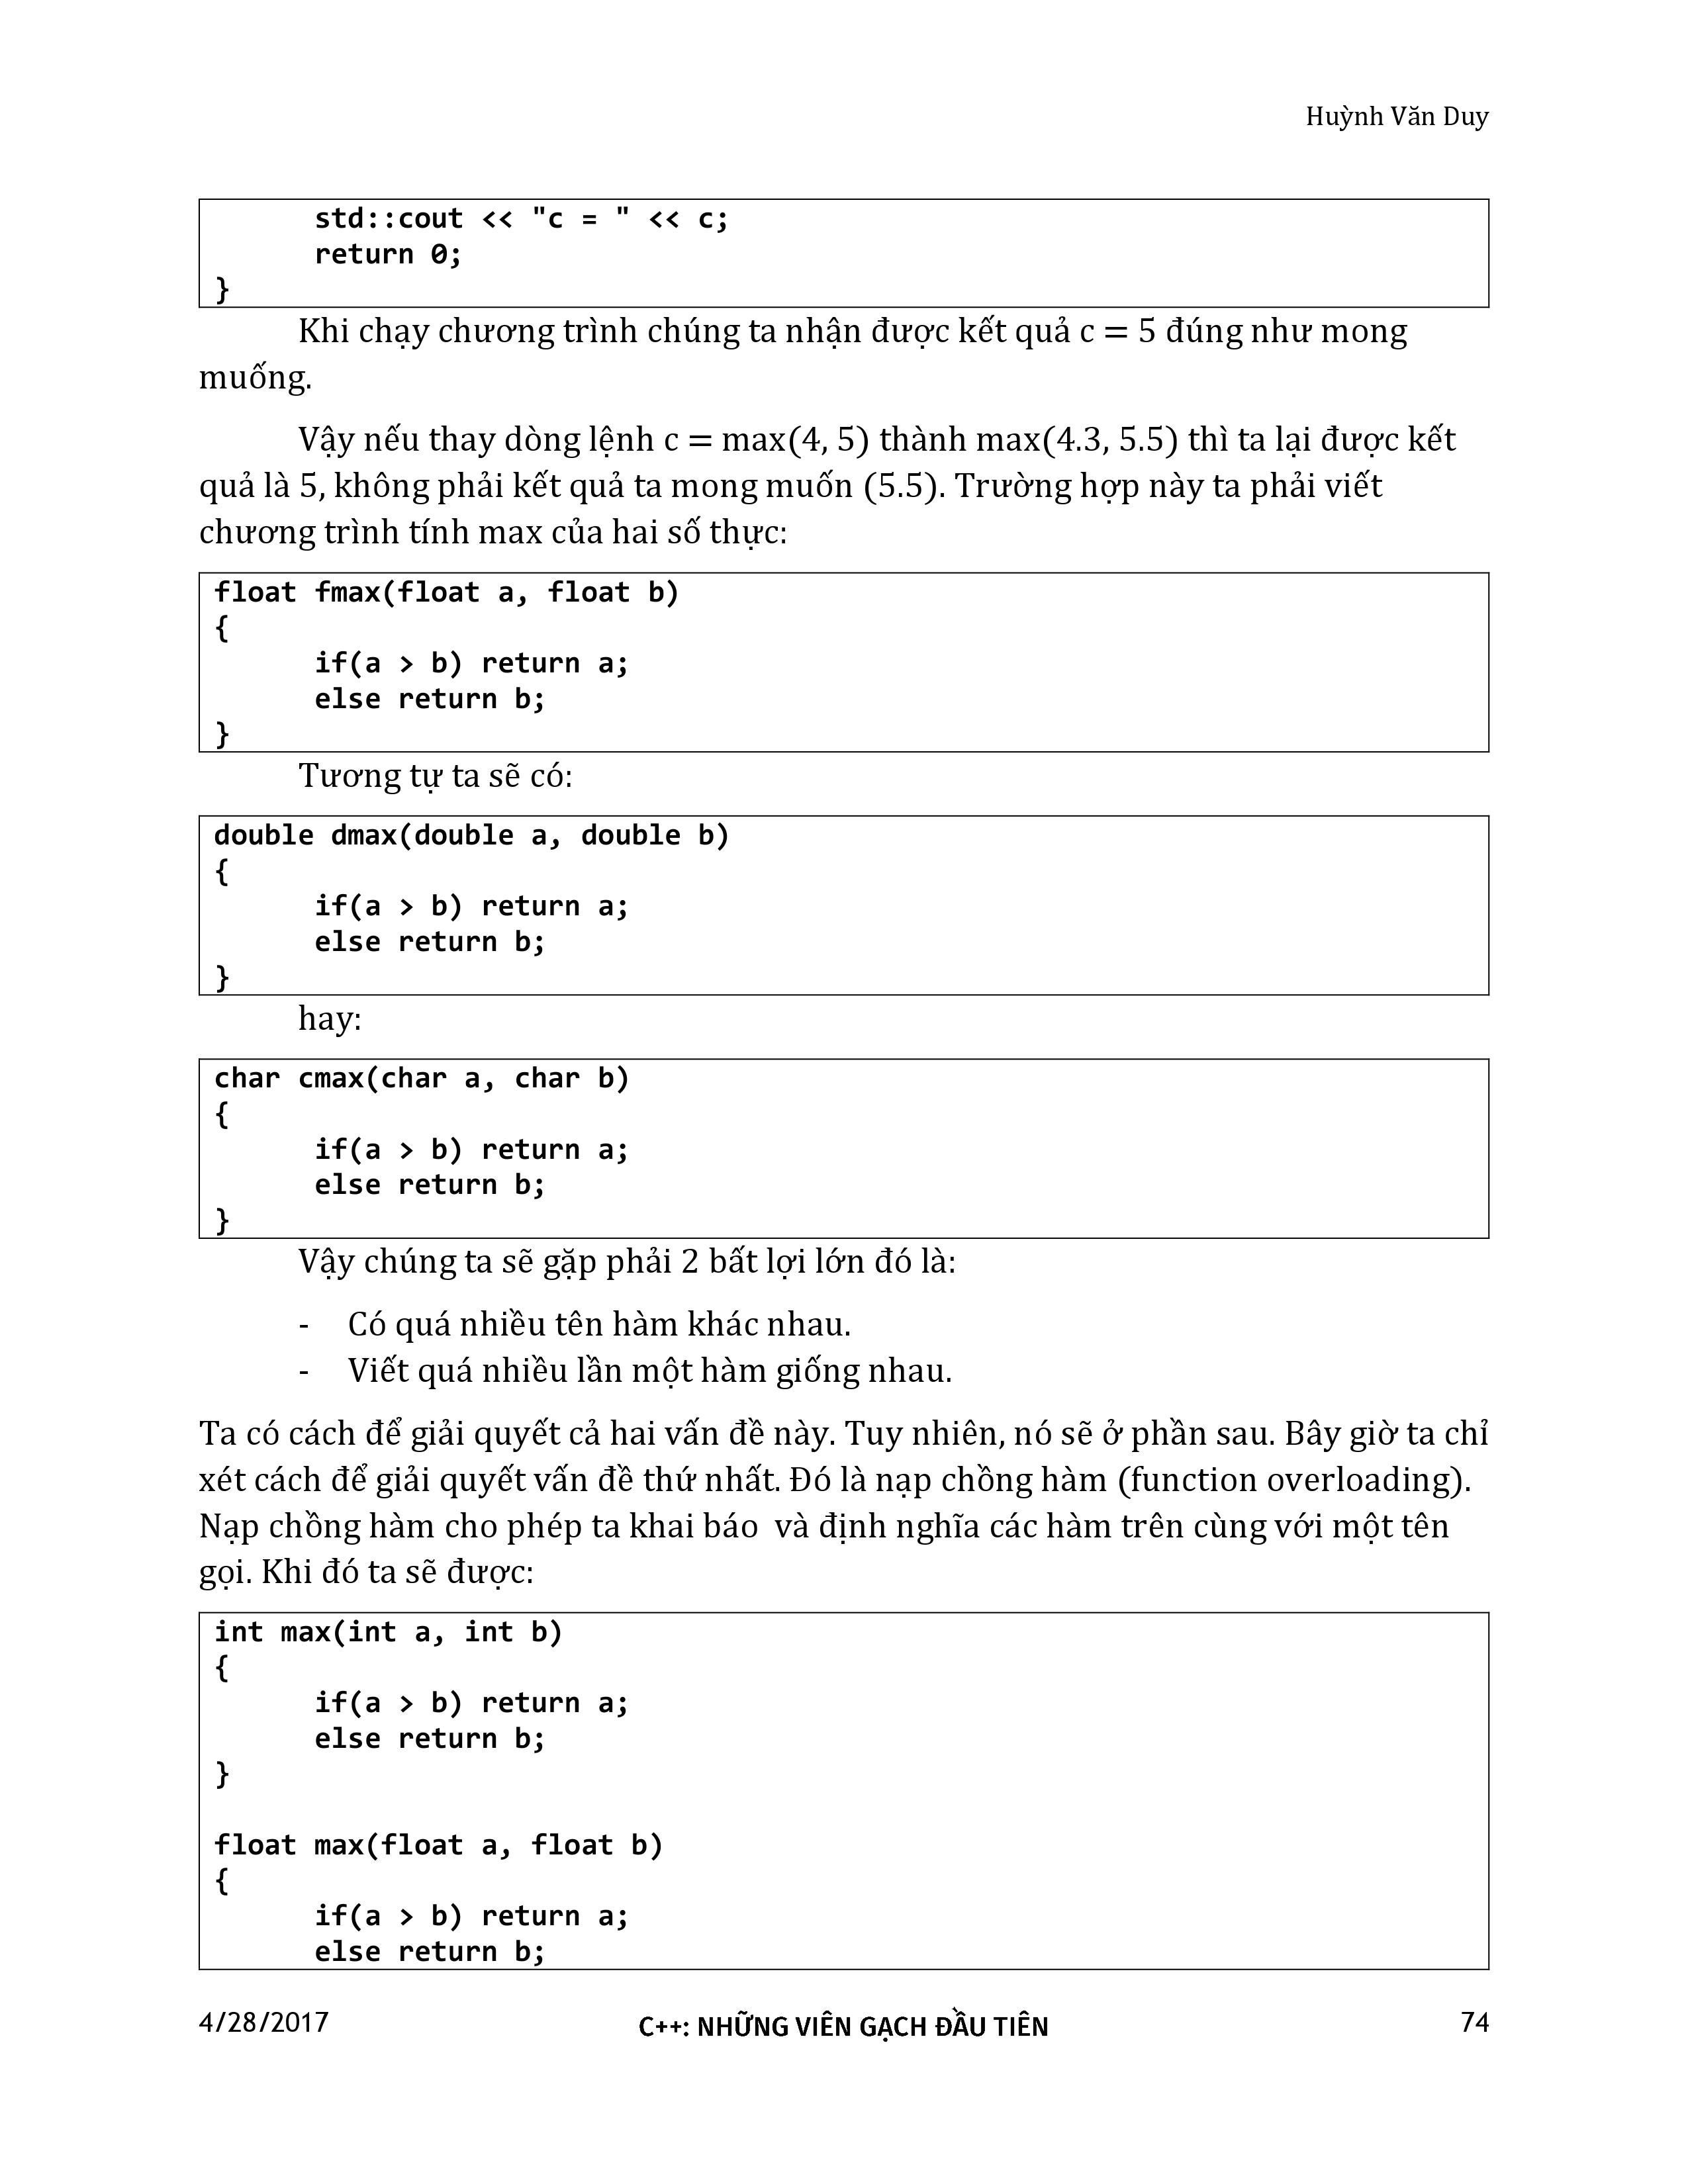 Huỳnh Văn Duy
std::cout << "c = " << c;
return 0;
}
Khi chạy chương trình chúng ta nhận được kết quả c = 5 đúng như mong
muống.
Vậy nếu thay dòng lệnh c = max(4, 5) thành max(4.3, 5.5) thì ta lại được kết
quả là 5, không phải kết quả ta mong muốn (5.5). Trường hợp này ta phải viết
chương trình tính max của hai số thực:
float fmax(float a, float b)
{
if(a > b) return a;
else return b;
}
Tương tự ta sẽ có:
double dmax(double a, double b)
{
if(a > b) return a;
else return b;
}
hay:
char cmax(char a, char b)
{
if(a > b) return a;
else return b;
}
Vậy chúng ta sẽ gặp phải 2 bất lợi lớn đó là:
- Có quá nhiều tên hàm khác nhau.
- Viết quá nhiều lần một hàm giống nhau.
Ta có cách để giải quyết cả hai vấn đề này. Tuy nhiên, nó sẽ ở phần sau. Bây giờ ta chỉ
xét cách để giải quyết vấn đề thứ nhất. Đó là nạp chồng hàm (function overloading).
Nạp chồng hàm cho phép ta khai báo  và định nghĩa các hàm trên cùng với một tên
gọi. Khi đó ta sẽ được:
int max(int a, int b)
{
if(a > b) return a;
else return b;
}
float max(float a, float b)
{
if(a > b) return a;
else return b;
4/28/2017 C++: NHỮNG VIÊN GẠCH ĐẦU TIÊN 74